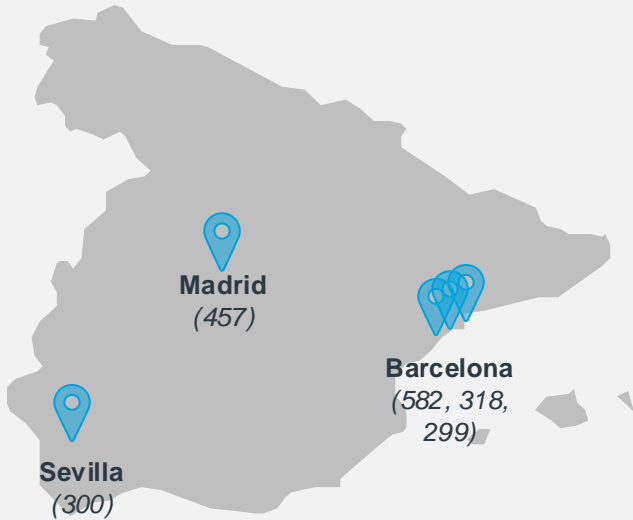 Madrid
(457)
Barcelona
(582, 318,
299)
Sevilla
(300)